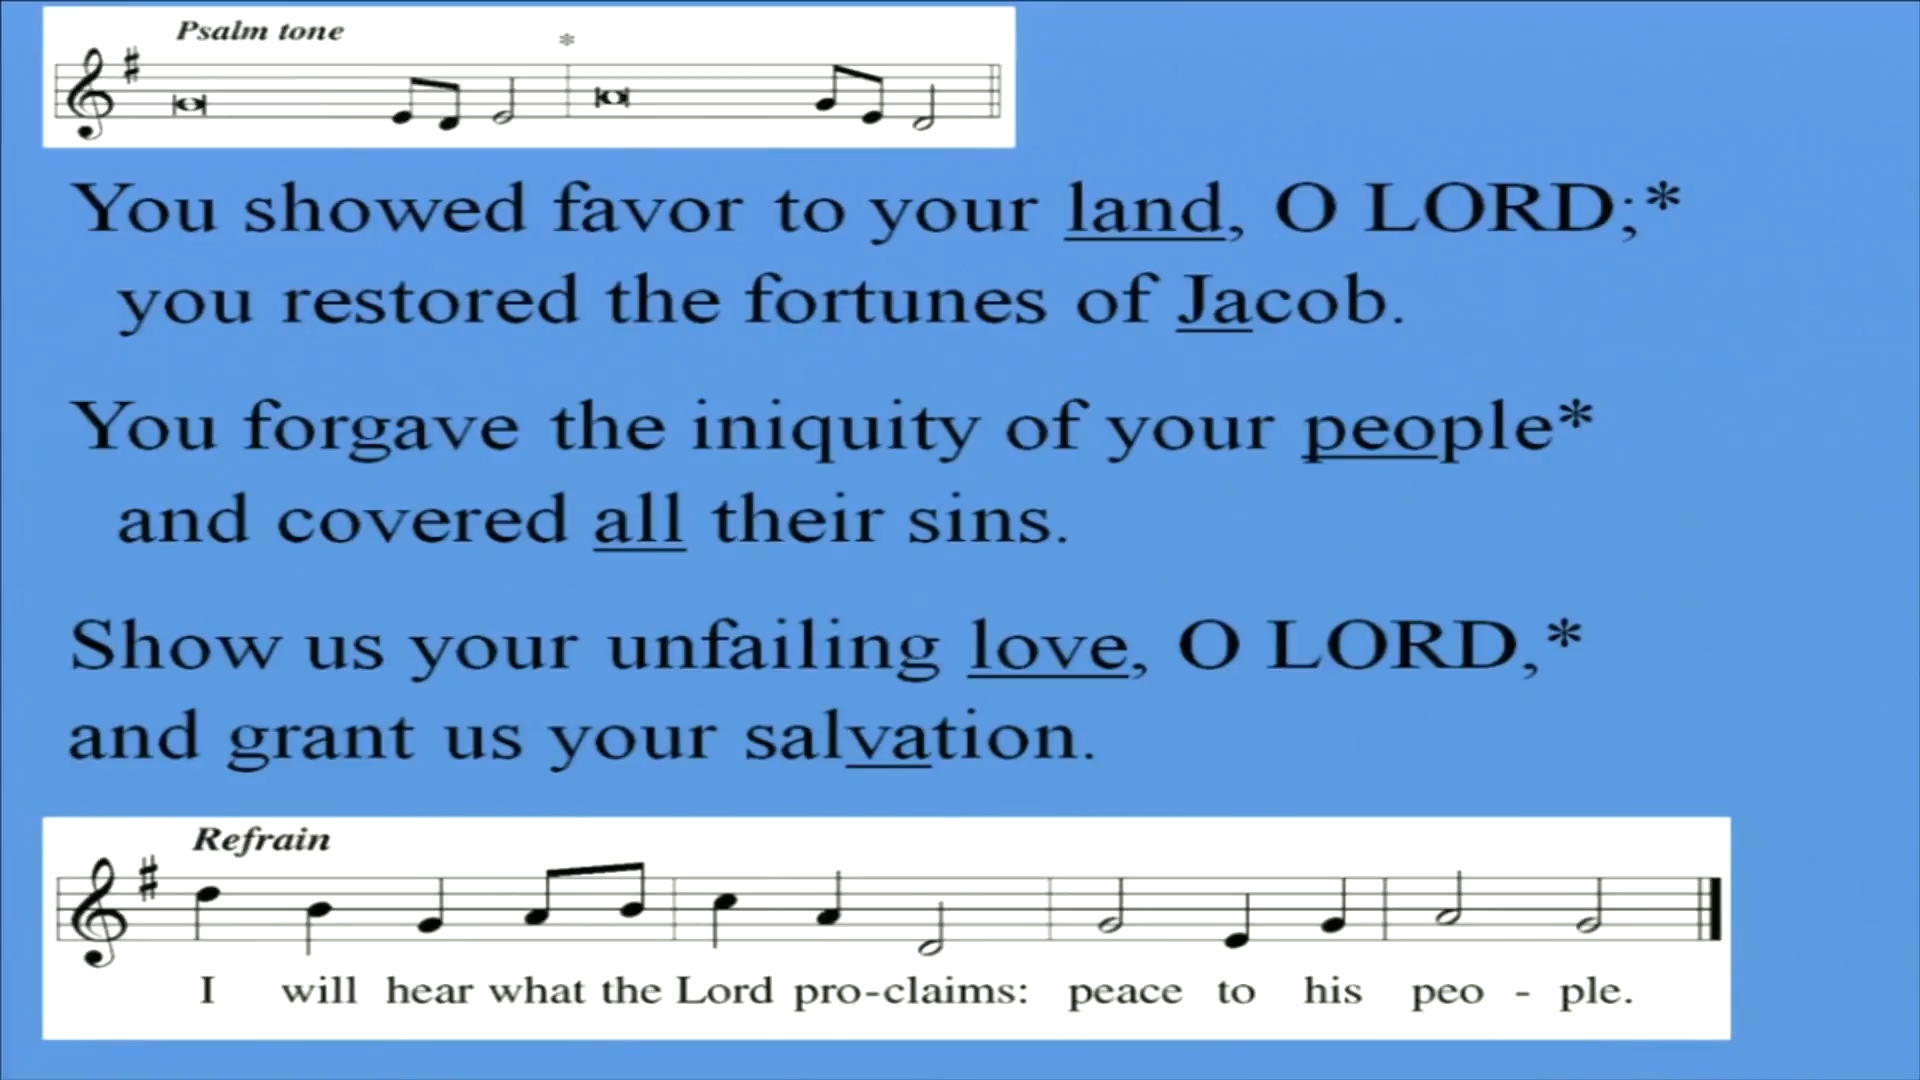 Psalm tone
*
You showed favor to your land, O LORD;*
you restored the fortunes of Jacob.
You forgave the iniquity of your people*
and covered all their sins.
Show us your unfailing love, O LORD,*
and grant us your salvation.
Refrain
I will hear what the Lord pro-claims: peace to his peo - ple.